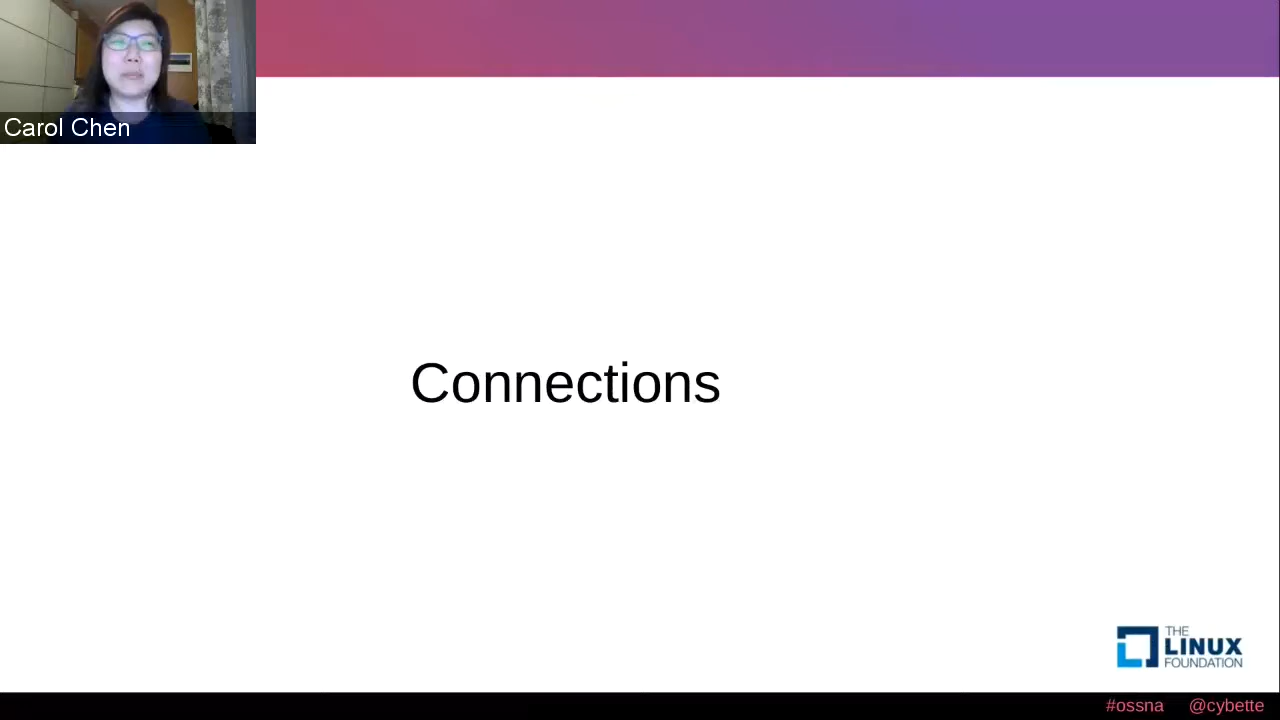 Carol Chen
Connections
THE
LINUX
FOUNDATION
#ossna @cybette